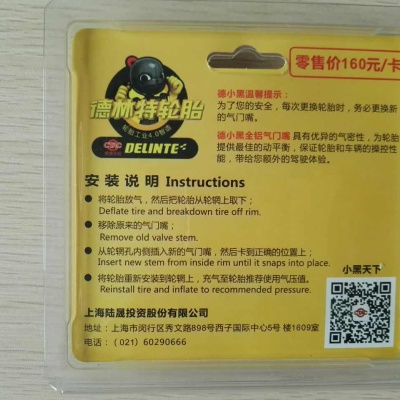 零售价160元/卡
德林特轮胎
轮胎工业4.0智造
DELINTE
德小黑温馨提示:
为了您的安全,每次更换轮胎时,务必更换新
的气门嘴。
德小黑全铝气门嘴 具有优异的气密性,为轮胎
提供最佳的动平衡,保证轮胎和车辆的操控性
能,带给您额外的驾驶体验。
安装说明 Instructions
将轮胎放气,然后把轮胎从轮辋上取下;
Deflate tire and breakdown tire off rim.
移除原来的气门嘴;
Remove old valve stem.
从轮辋孔内侧插入新的气门嘴,然后卡到正确的位置上;
Insert new stem from inside rim until it snaps into place.
将轮胎重新安装到轮辋上,充气至轮胎推荐使用气压值。
Reinstall tire and inflate to recommended pressure.
小黑天下
上海陆晟投资股份有限公司
地址:上海市闵行区秀文路898号西子国际中心5号楼1609室
电话:(021)60290666